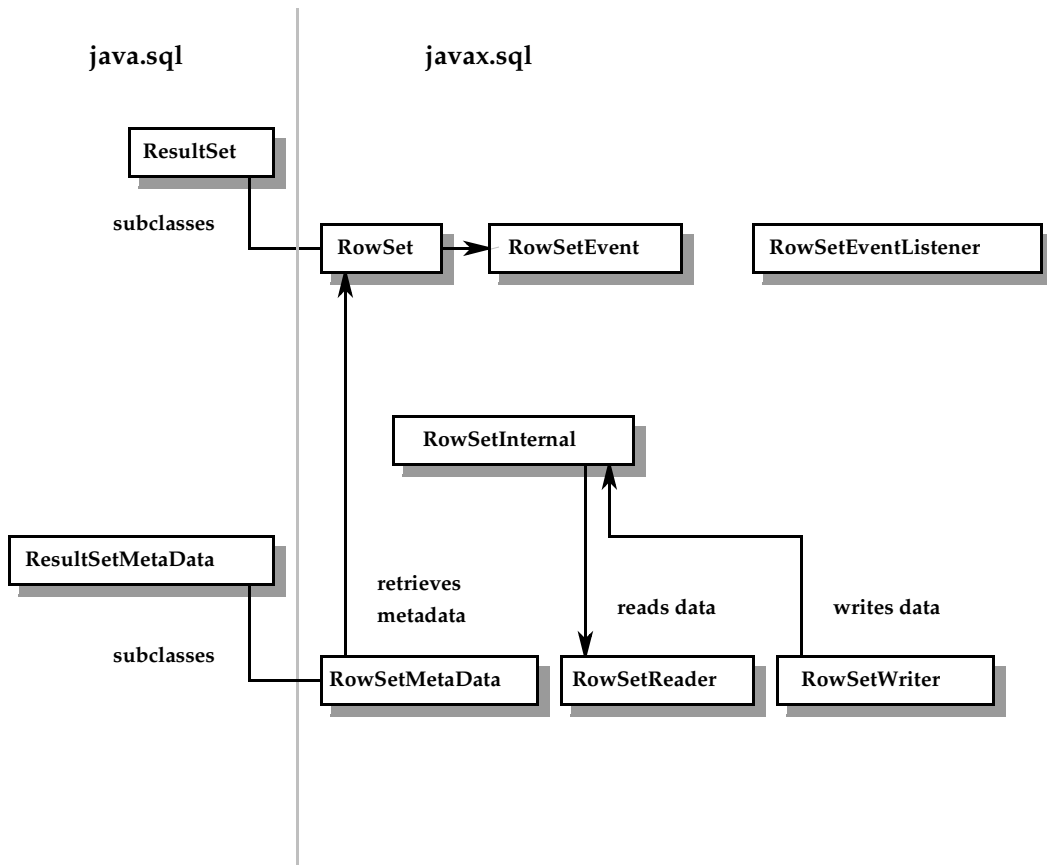 java.sql
javax.sql
ResultSet
subclasses
RowSet
RowSetEvent
RowSetEventListener
RowSetInternal
ResultSetMetaData
retrieves
metadata
reads data
writes data
subclasses
RowSetMetaData
RowSetReader
RowSetWriter